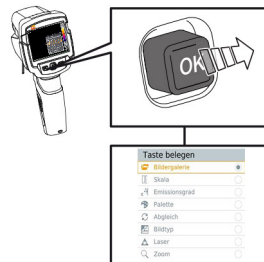 OK
Taste belegen
Bildergalerie
Skala
Emissionsgrad
Palette
Abgleich
Bildtyp
Laser
Zoom